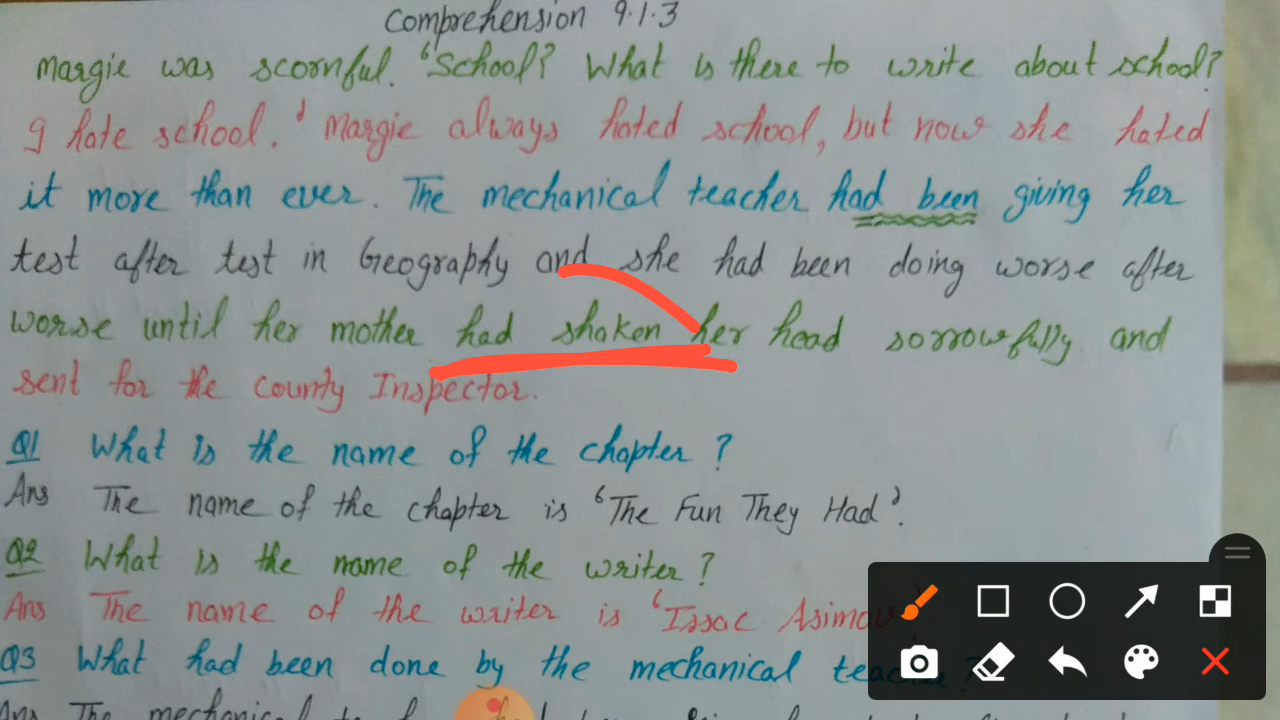 Comprehension 9.1.3
Margie was scornful. 'School? What is there to write about school?
I hate school.' Margie always hated school, but now she hated
it more than ever. The mechanical teacher had been giving her
test after test in Geography and she had been doing worse after
worse until her mother had shaken her head sorrowfully and
sent for the County Inspector.
Q1 What is the name of the chapter?
Ans The name of the chapter is 'The Fun They Had'.
Q2 What is the name of the writer?
Ans The name of the writer is 'Issac Asimov'
Q3 What had been done by the mechanical teacher?
Ans The mechanical